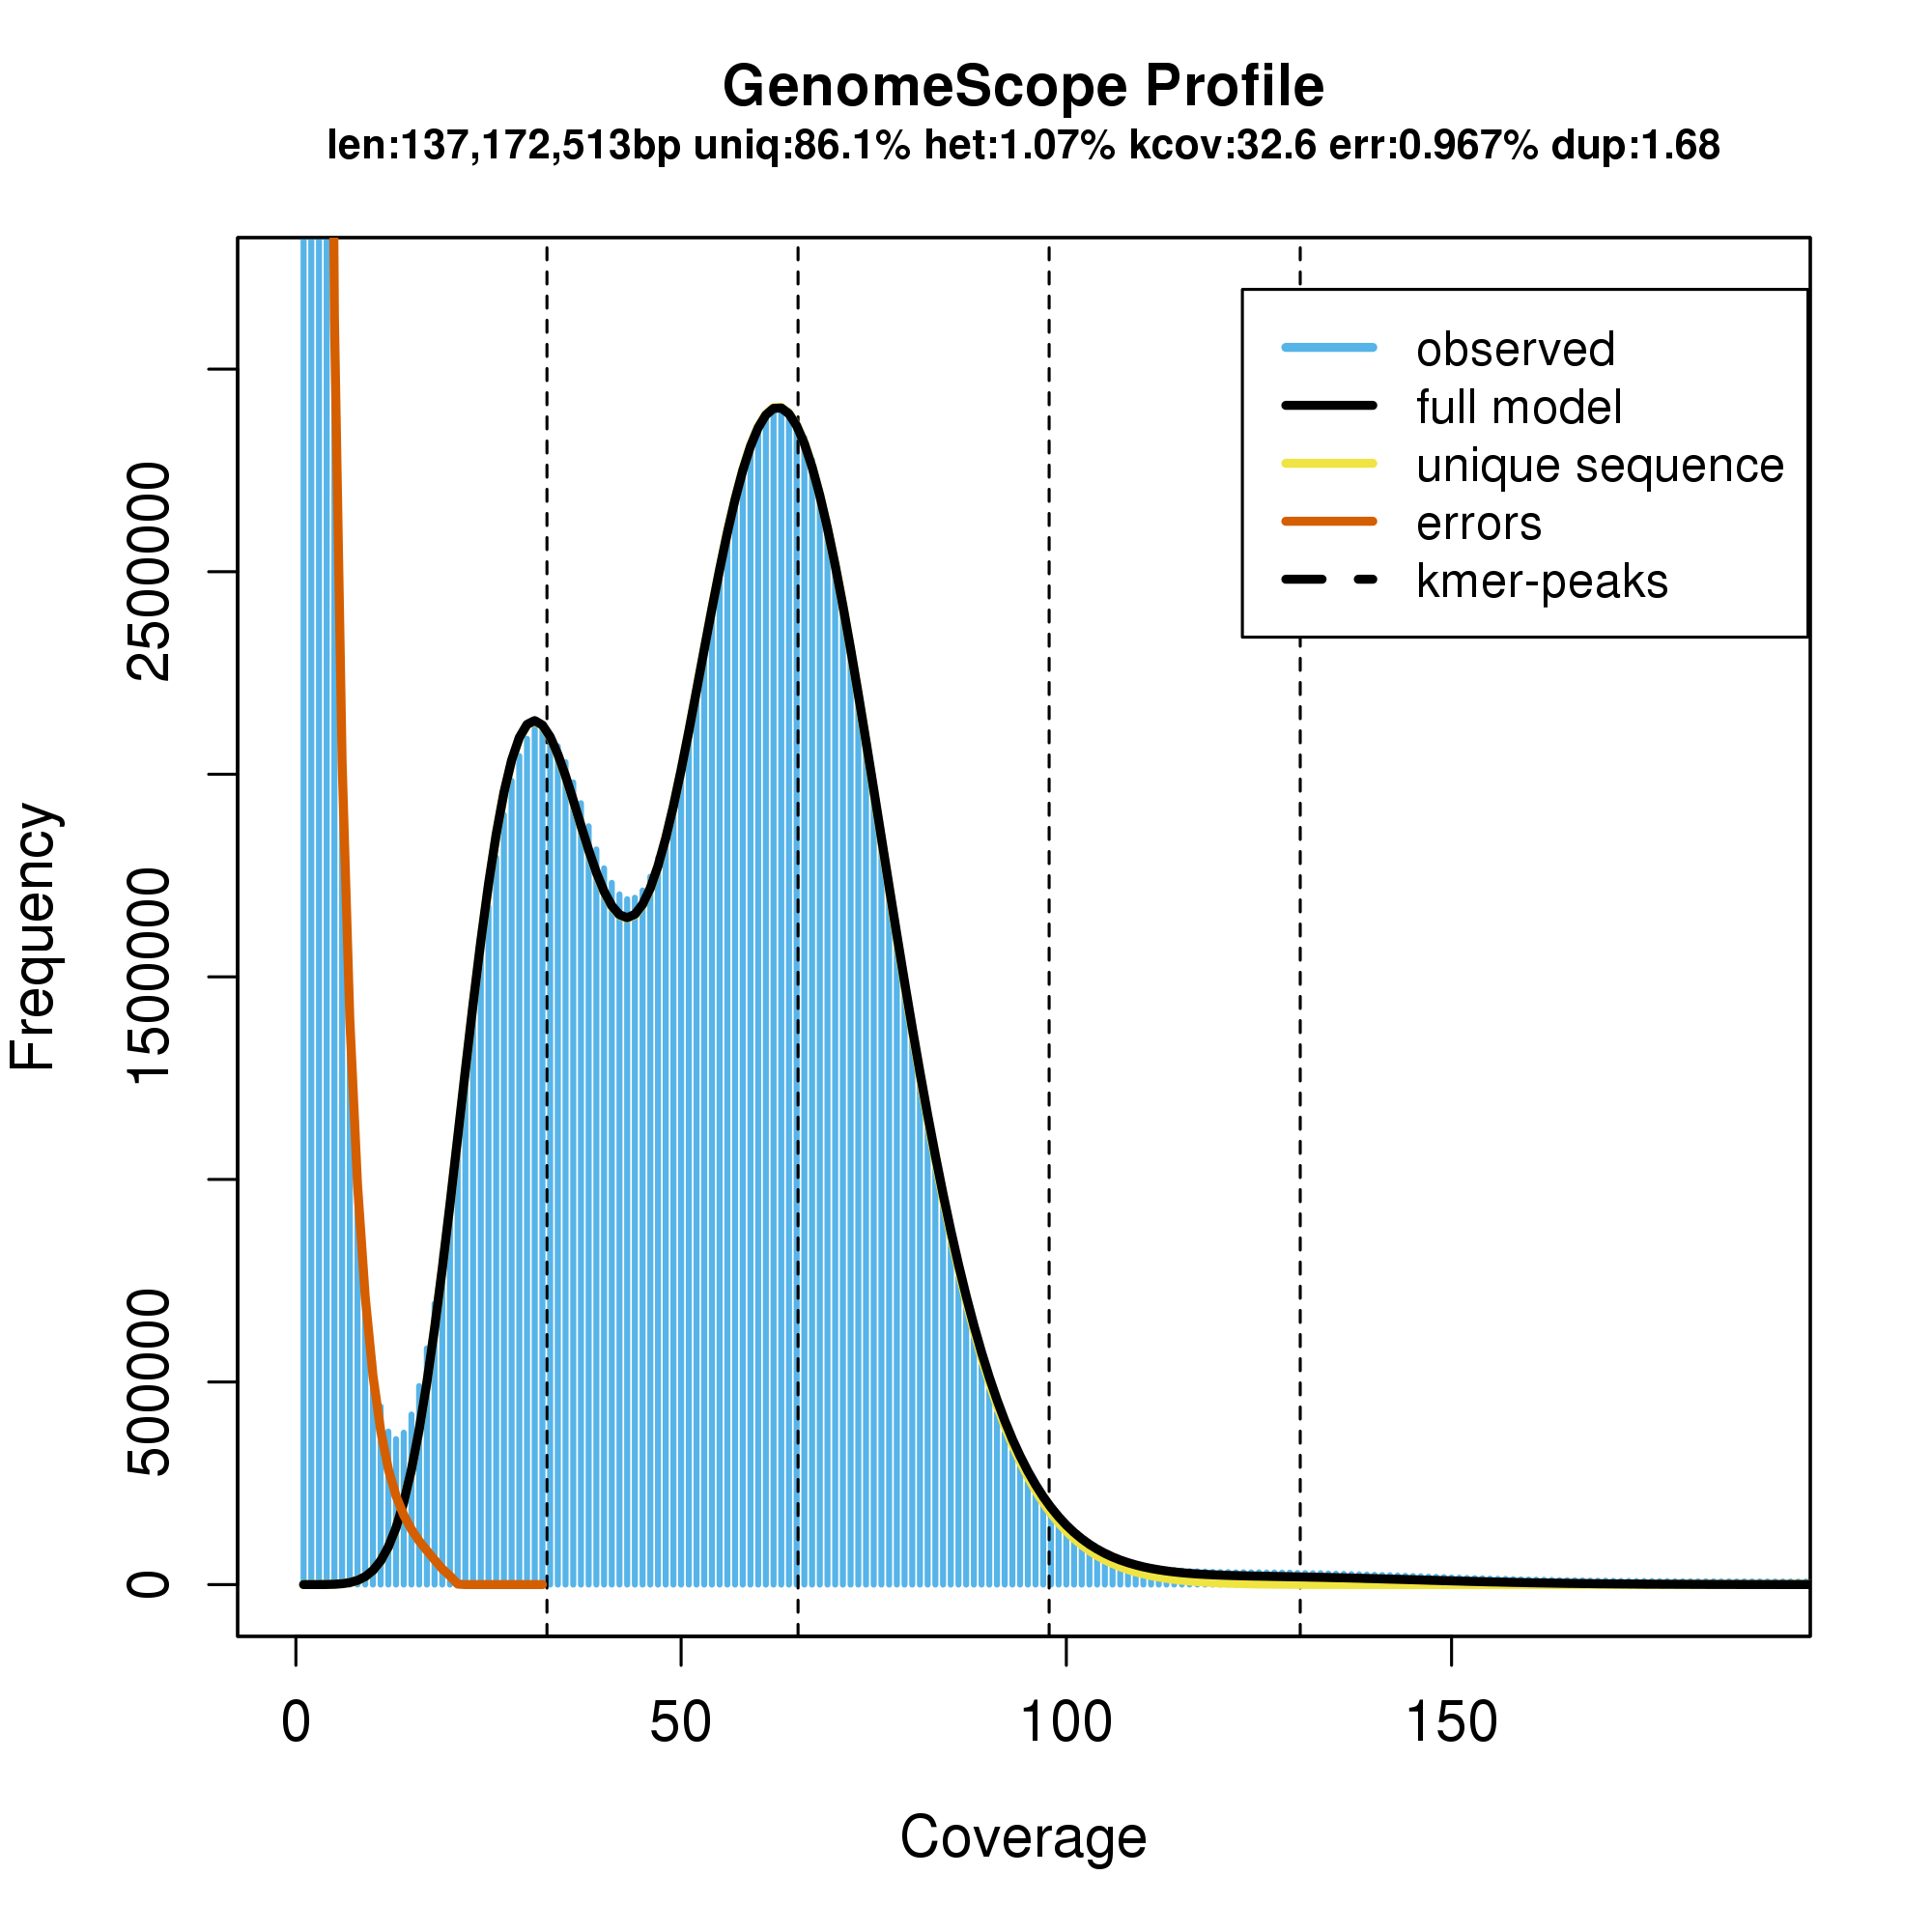 GenomeScope Profile
len:137,172,513bp uniq:86.1% het:1.07% kcov:32.6 err:0.967% dup:1.68
observed
full model
unique sequence
errors
kmer-peaks
Frequency
2500000
1500000
500000
0
0 50 100 150
Coverage